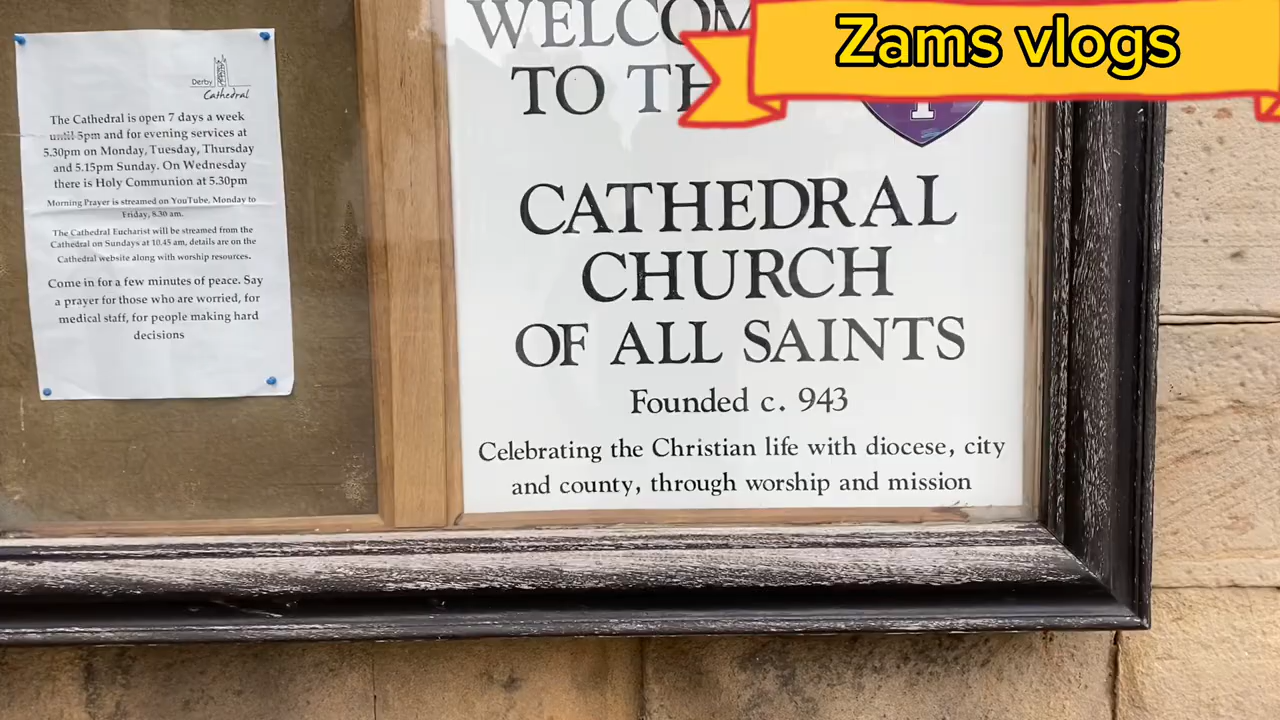 Derby
Cathedral
The Cathedral is open 7 days a week
until 5pm and for evening services at
5.30pm on Monday, Tuesday, Thursday
and 5.15pm Sunday. On Wednesday
there is Holy Communion at 5.30pm
Morning Prayer is streamed on YouTube, Monday to
Friday, 8.30 am.
The Cathedral Eucharist will be streamed from the
Cathedral on Sundays at 10.45 am, details are on the
Cathedral website along with worship resources.
Come in for a few minutes of peace. Say
a prayer for those who are worried, for
medical staff, for people making hard
decisions
WELCOM
TO TH
Zams vlogs
CATHEDRAL
CHURCH
OF ALL SAINTS
Founded c. 943
Celebrating the Christian life with diocese, city
and county, through worship and mission